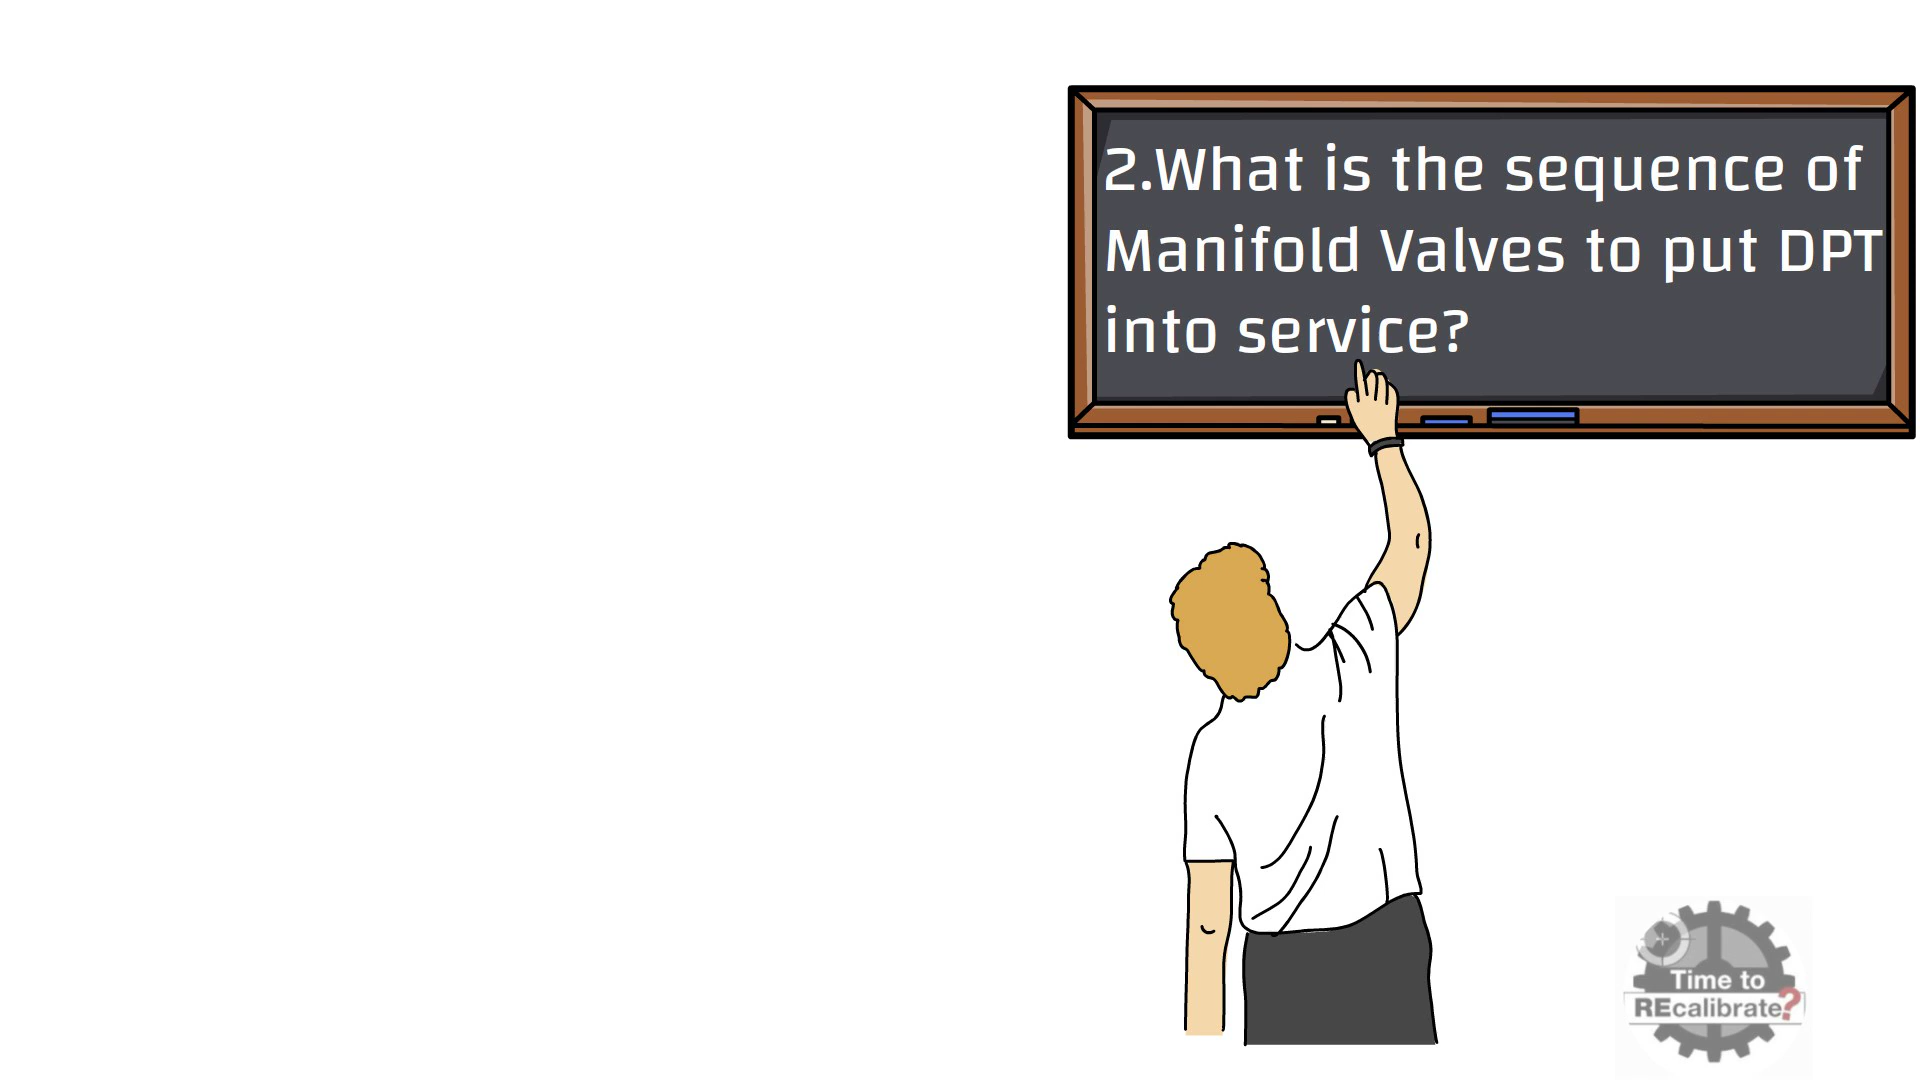 2.What is the sequence of
Manifold Valves to put DPT
into service?
Time to
REcalibrate?